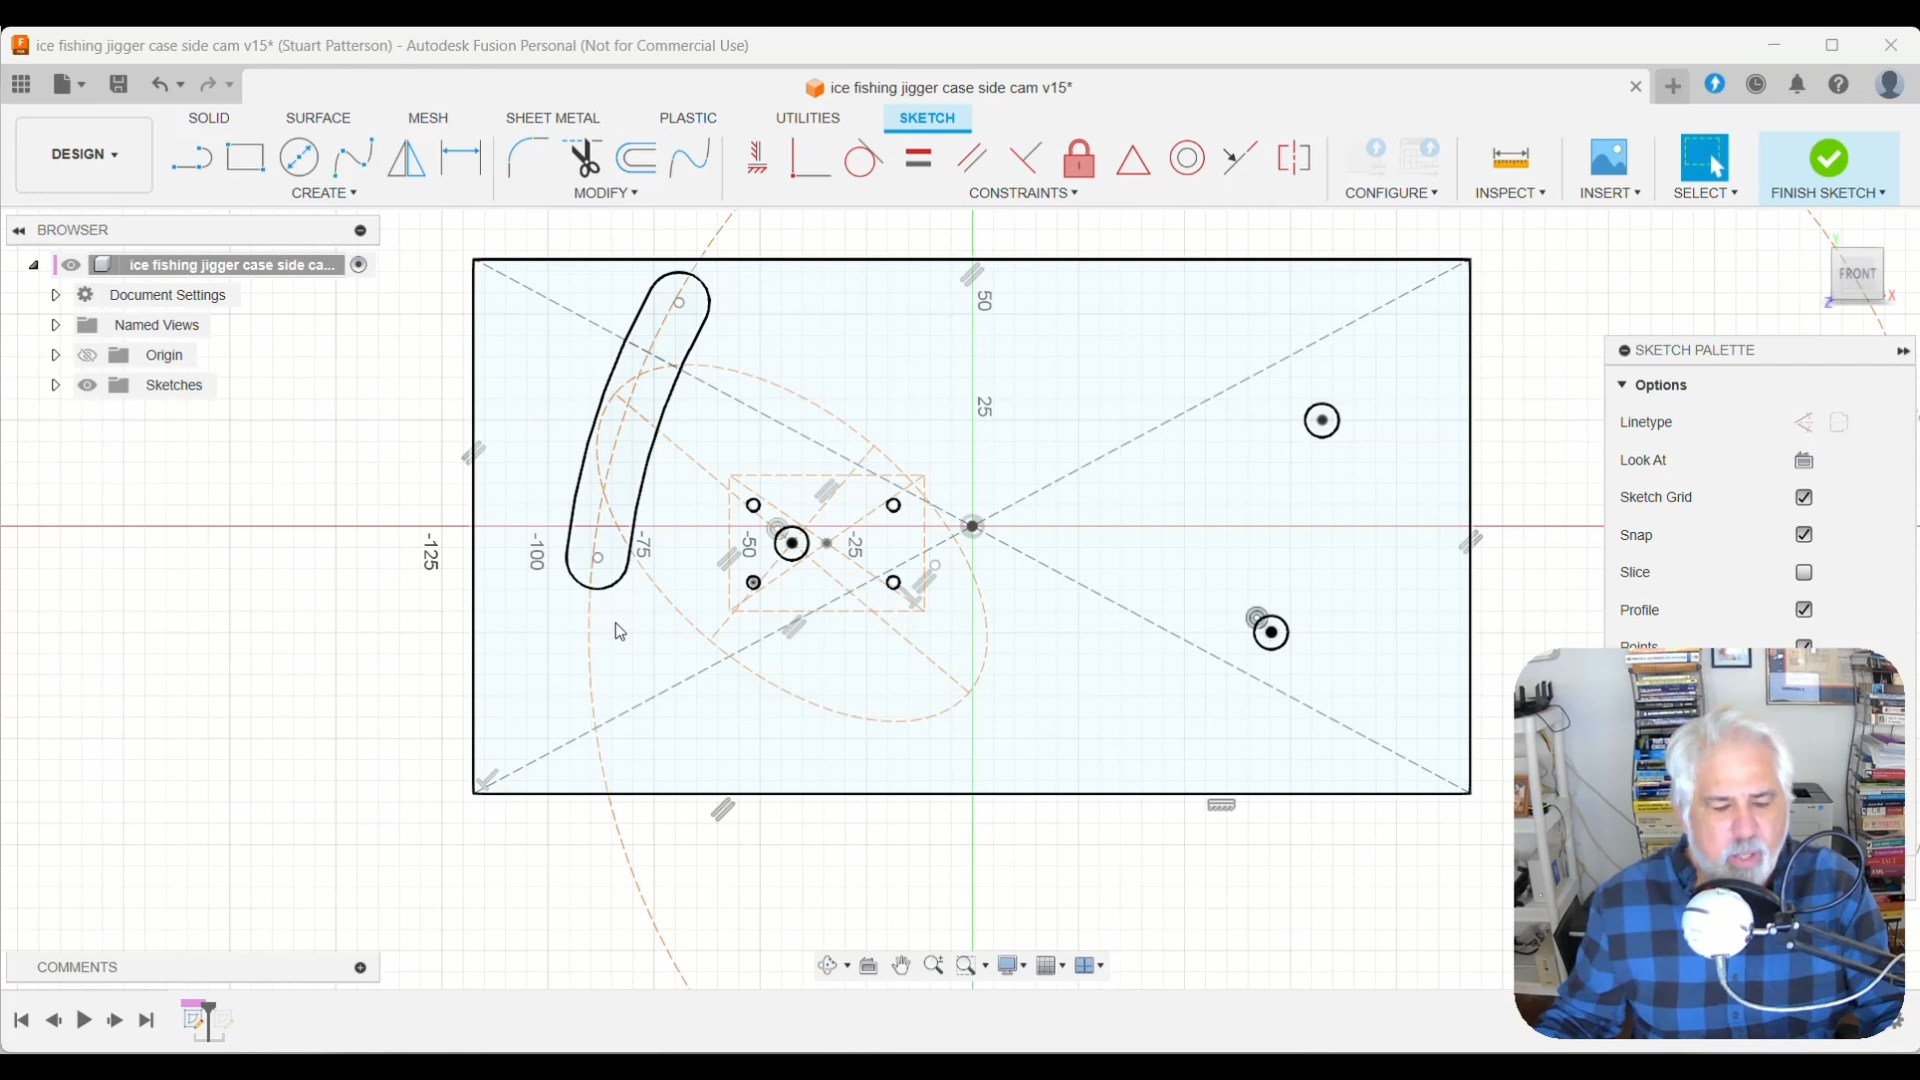 ice fishing jigger case side cam v15* (Stuart Patterson) - Autodesk Fusion Personal (Not for Commercial Use)
ice fishing jigger case side cam v15*
SOLID SURFACE MESH SHEET METAL PLASTIC UTILITIES SKETCH
DESIGN
CREATE MODIFY CONSTRAINTS CONFIGURE INSPECT INSERT SELECT FINISH SKETCH
BROWSER
ice fishing jigger case side ca...
Document Settings
Named Views
Origin
Sketches
FRONT
Y
X
Z
50
25
-125
-100
-75
-50
-25
SKETCH PALETTE
Options
Linetype
Look At
Sketch Grid
Snap
Slice
Profile
Points
COMMENTS